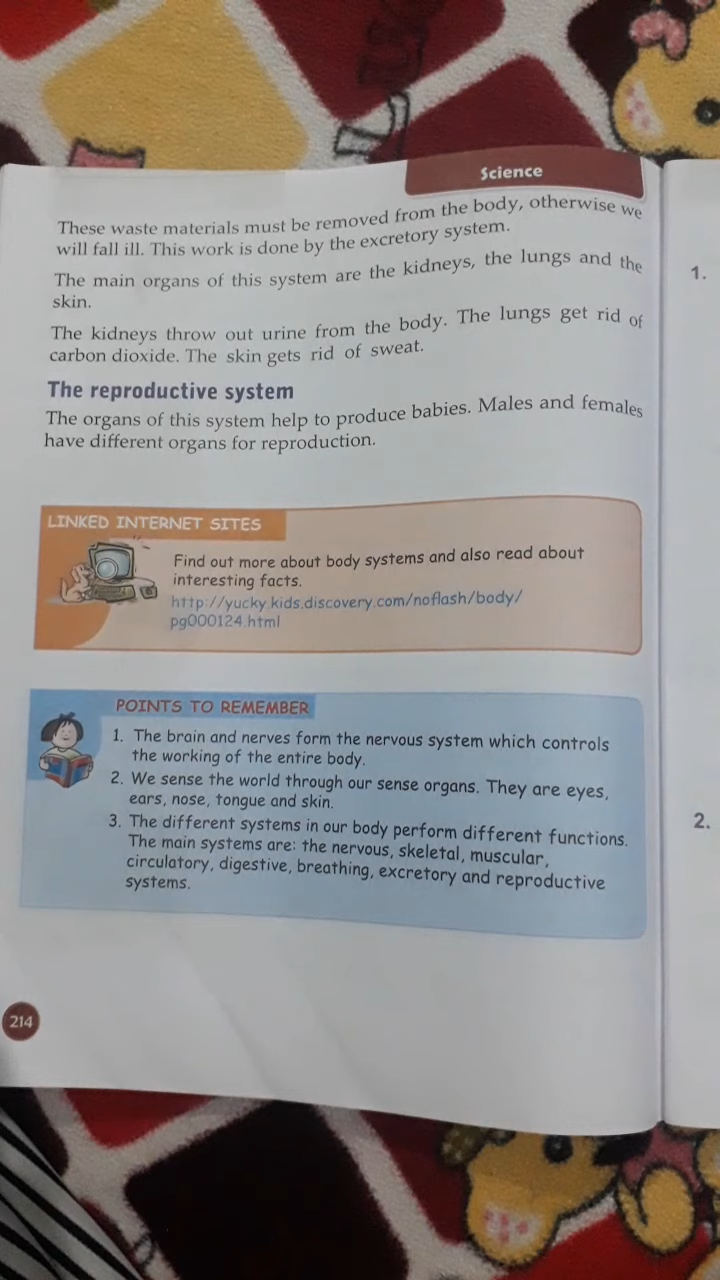 Science
These waste materials must be removed from the body, otherwise we
will fall ill. This work is done by the excretory system.
The main organs of this system are the kidneys, the lungs and the
skin.
The kidneys throw out urine from the body. The lungs get rid of
carbon dioxide. The skin gets rid of sweat.
The reproductive system
The organs of this system help to produce babies. Males and females
have different organs for reproduction.
LINKED INTERNET SITES
Find out more about body systems and also read about
interesting facts.
http://yucky.kids.discovery.com/noflash/body/
pg000124.html
POINTS TO REMEMBER
1. The brain and nerves form the nervous system which controls
the working of the entire body.
2. We sense the world through our sense organs. They are eyes,
ears, nose, tongue and skin.
3. The different systems in our body perform different functions.
The main systems are: the nervous, skeletal, muscular,
circulatory, digestive, breathing, excretory and reproductive
systems.
214
1.
2.